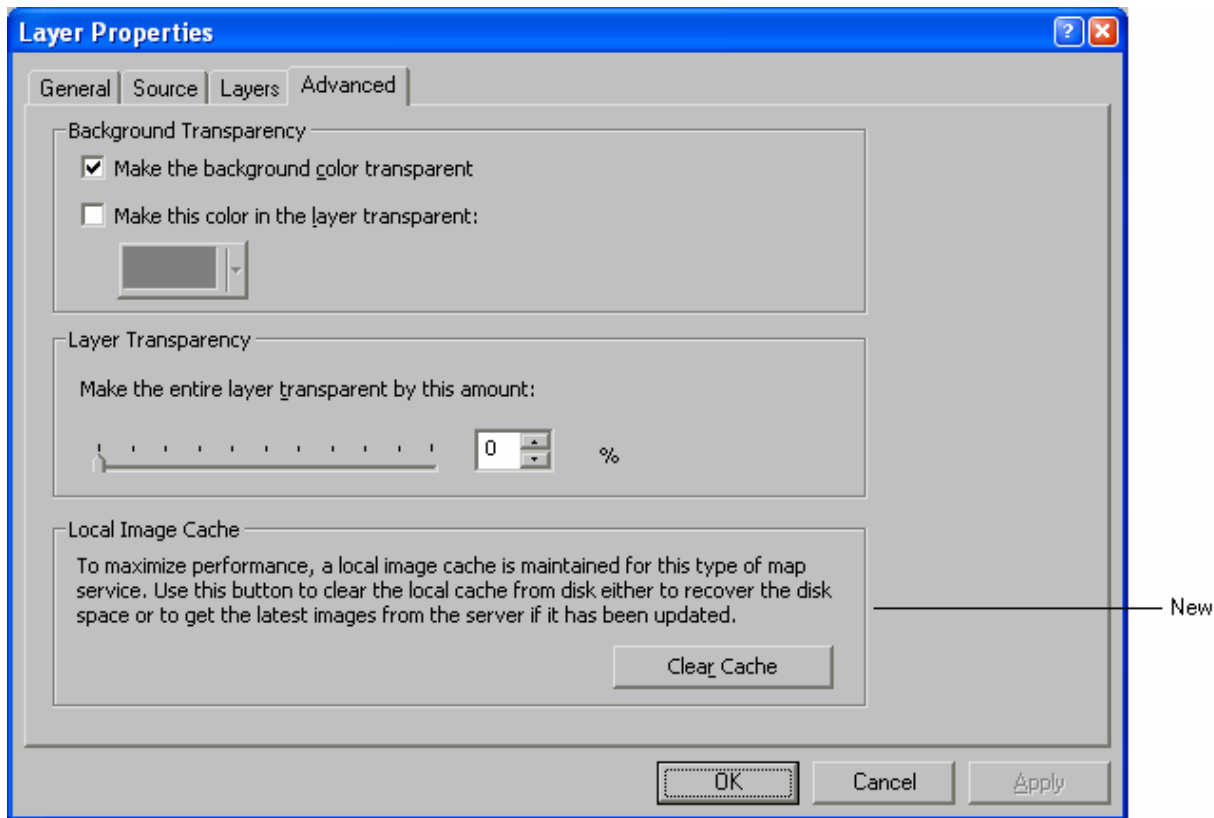 Layer Properties
General
Source
Layers
Advanced
Background Transparency
Make the background color transparent
Make this color in the layer transparent:
Layer Transparency
Make the entire layer transparent by this amount:
0
%
Local Image Cache
To maximize performance, a local image cache is maintained for this type of map
service. Use this button to clear the local cache from disk either to recover the disk
space or to get the latest images from the server if it has been updated.
New
Clear Cache
OK
Cancel
Apply